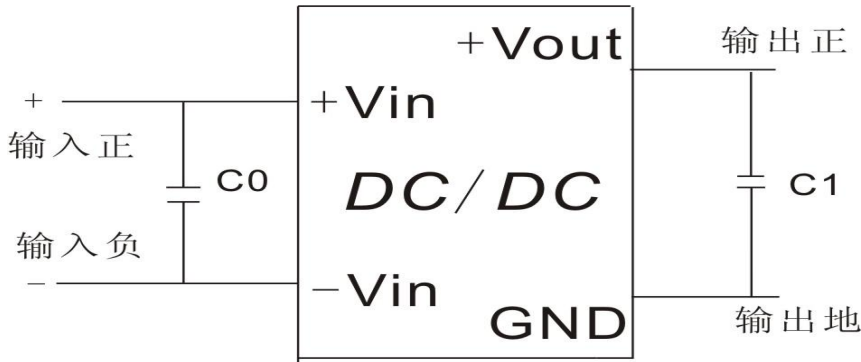 +Vout
输出正
+
+Vin
输入正
C0
DC/DC
C1
输入负
−
−Vin
GND
输出地